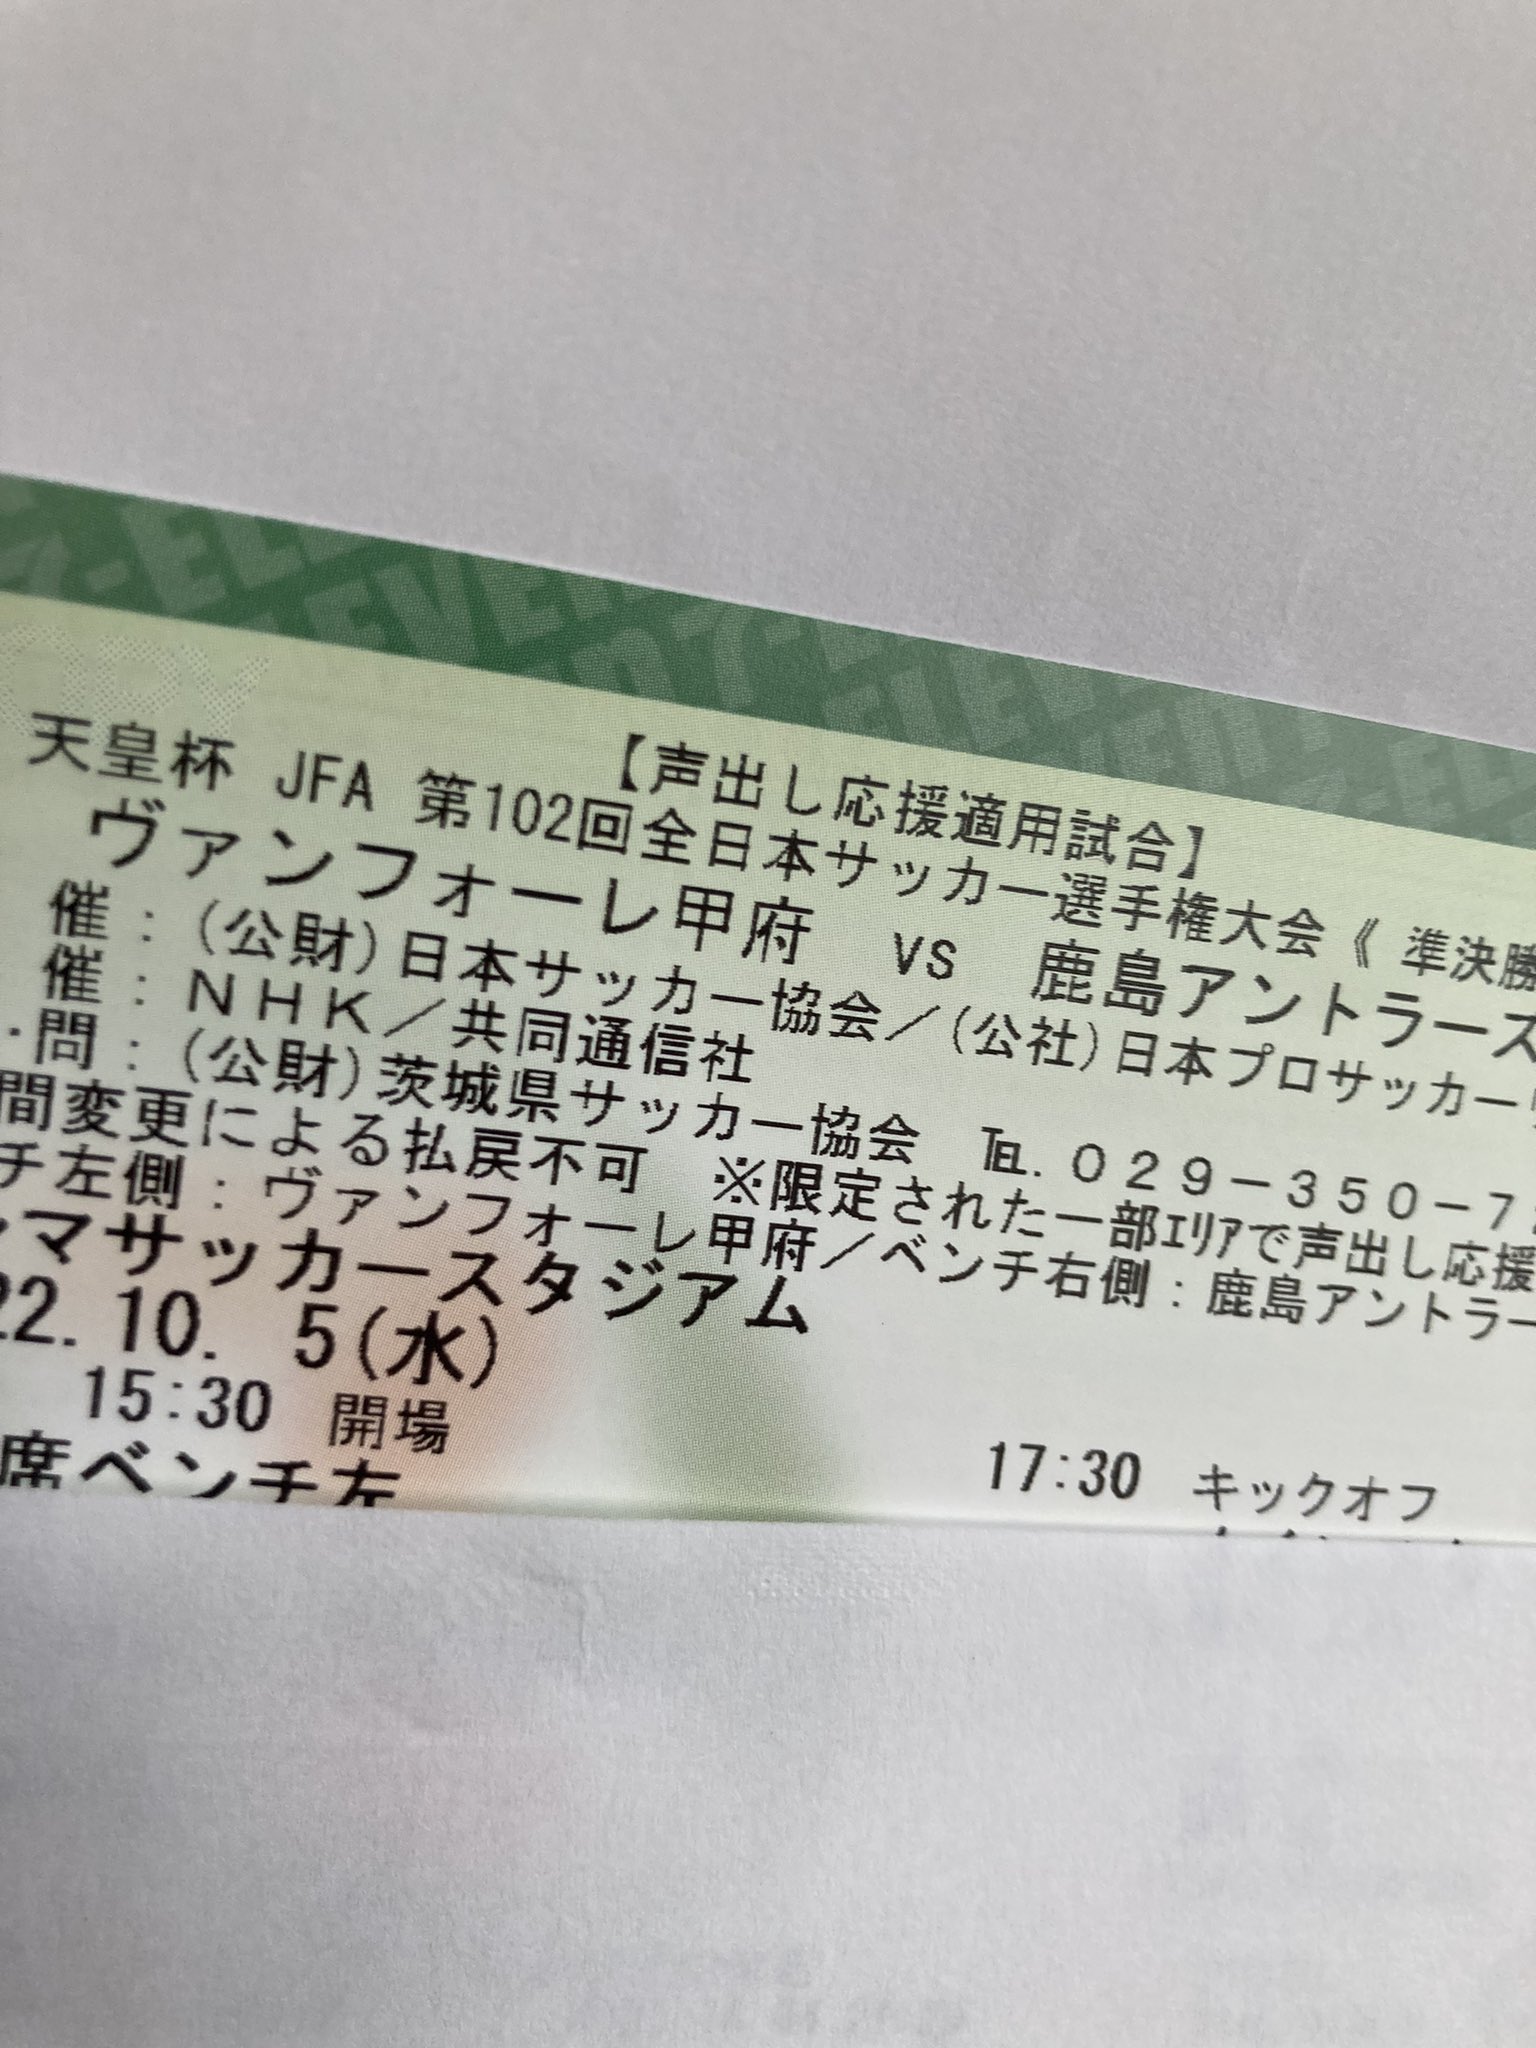 【声出し応援適用試合】
天皇杯 JFA 第102回全日本サッカー選手権大会《 準決勝
ヴァンフォーレ甲府 VS 鹿島アントラーズ
催：(公財)日本サッカー協会／(公社)日本プロサッカーリ
催：ＮＨＫ／共同通信社
・問：(公財)茨城県サッカー協会 ℡．０２９－３５０－７
間変更による払戻不可 ※限定された一部ｴﾘｱで声出し応援
チ左側：ヴァンフォーレ甲府／ベンチ右側：鹿島アントラー
マサッカースタジアム
22.10. 5(水)
15:30 開場 17:30 キックオフ
席ベンチ左